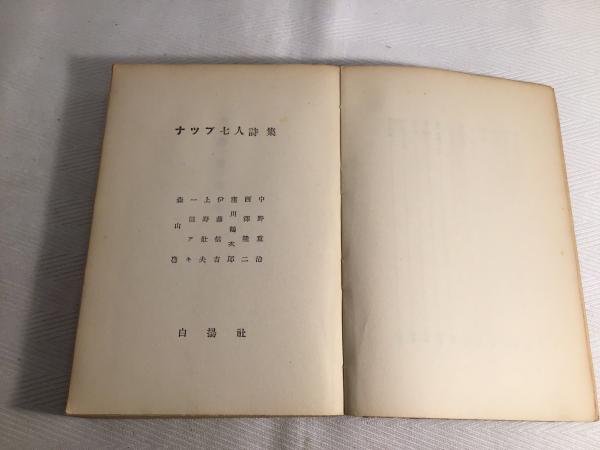 ナツプ七人詩集
中野重治
西澤隆二
窪川鶴次郎
伊藤信吉
上野壯夫
一田アキ
森山啓
白揚社